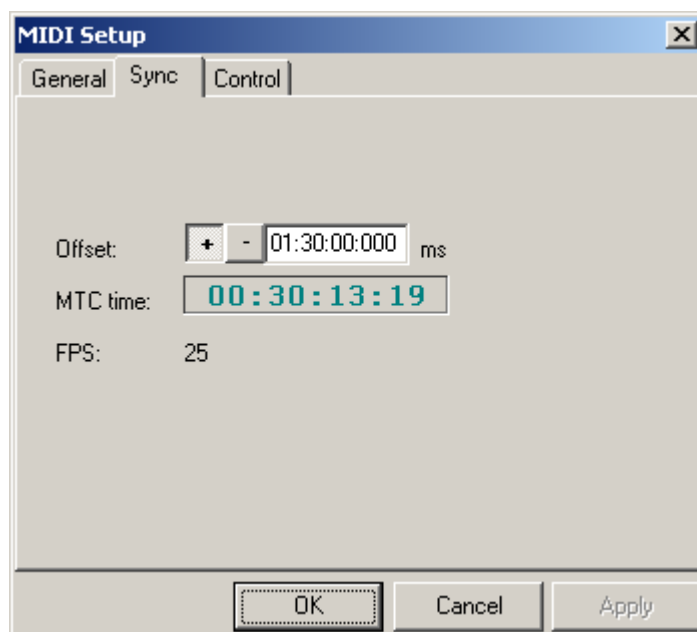 MIDI Setup
General Sync Control
Offset: + - 01:30:00:000 ms
MTC time: 00:30:13:19
FPS: 25
OK Cancel Apply